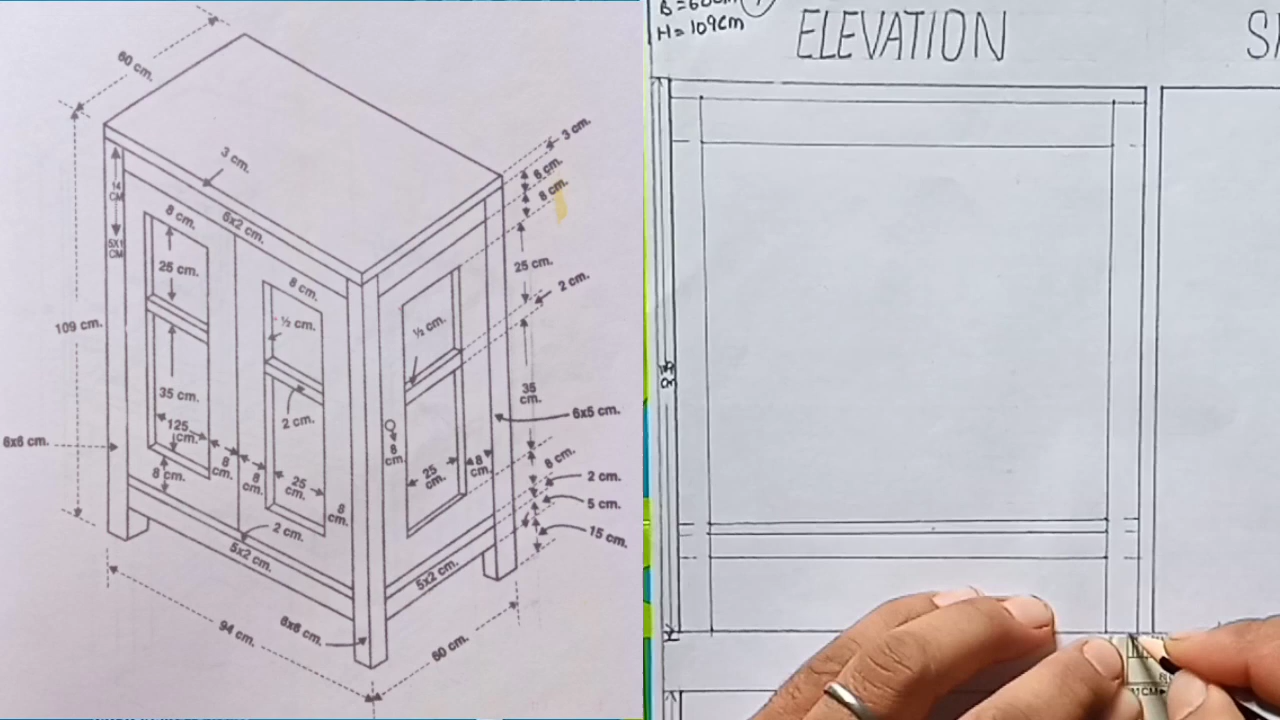 60 cm.
3 cm.
3 cm.
6 cm.
8 cm.
14
CM
5X1
CM
8 cm.
6x2 cm.
25 cm.
8 cm.
½ cm.
½ cm.
25 cm.
2 cm.
109 cm.
35 cm.
2 cm.
35
cm.
6x5 cm.
125
cm.
6x6 cm.
8 cm.
8
cm.
8
cm.
25
cm.
8
cm.
8
cm.
25
cm.
8
cm.
8 cm.
2 cm.
5 cm.
15 cm.
2 cm.
5x2 cm.
5x2 cm.
94 cm.
6x6 cm.
60 cm.
H=109cm
ELEVATION